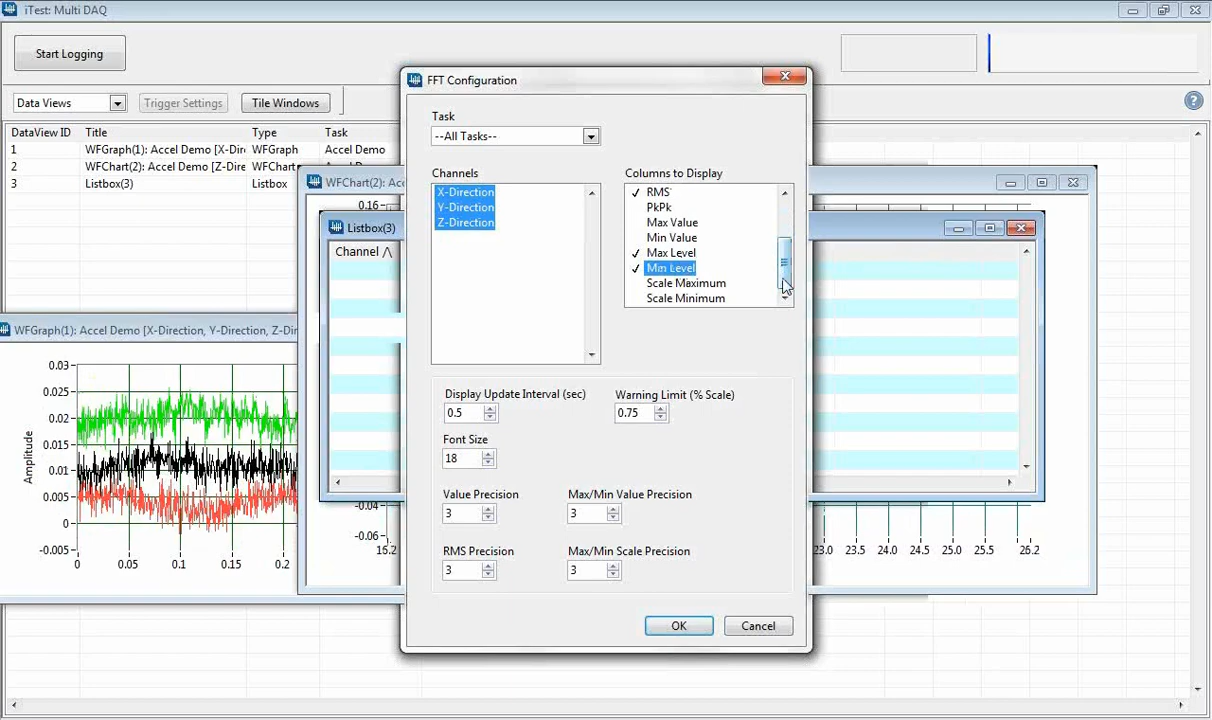 iTest: Multi DAQ
Start Logging
Data Views
Trigger Settings
Tile Windows
DataView ID Title Type Task
1 WFGraph(1): Accel Demo [X-Dir WFGraph Accel Demo
2 WFChart(2): Accel Demo [Z-Dire WFChart
3 Listbox(3) Listbox
WFChart(2): Acc
0.16
Listbox(3)
Channel
WFGraph(1): Accel Demo [X-Direction, Y-Direction, Z-Di
0.03
0.025
0.02
0.015
0.01
0.005
0
-0.005
Amplitude
0 0.05 0.1 0.15 0.2
-0.04
-0.06
15.2
23.0 23.5 24.0 24.5 25.0 25.5 26.2
FFT Configuration
Task
--All Tasks--
Channels
X-Direction
Y-Direction
Z-Direction
Columns to Display
✓ RMS
PkPk
Max Value
Min Value
✓ Max Level
✓ Min Level
Scale Maximum
Scale Minimum
Display Update Interval (sec)
0.5
Warning Limit (% Scale)
0.75
Font Size
18
Value Precision
3
Max/Min Value Precision
3
RMS Precision
3
Max/Min Scale Precision
3
OK
Cancel